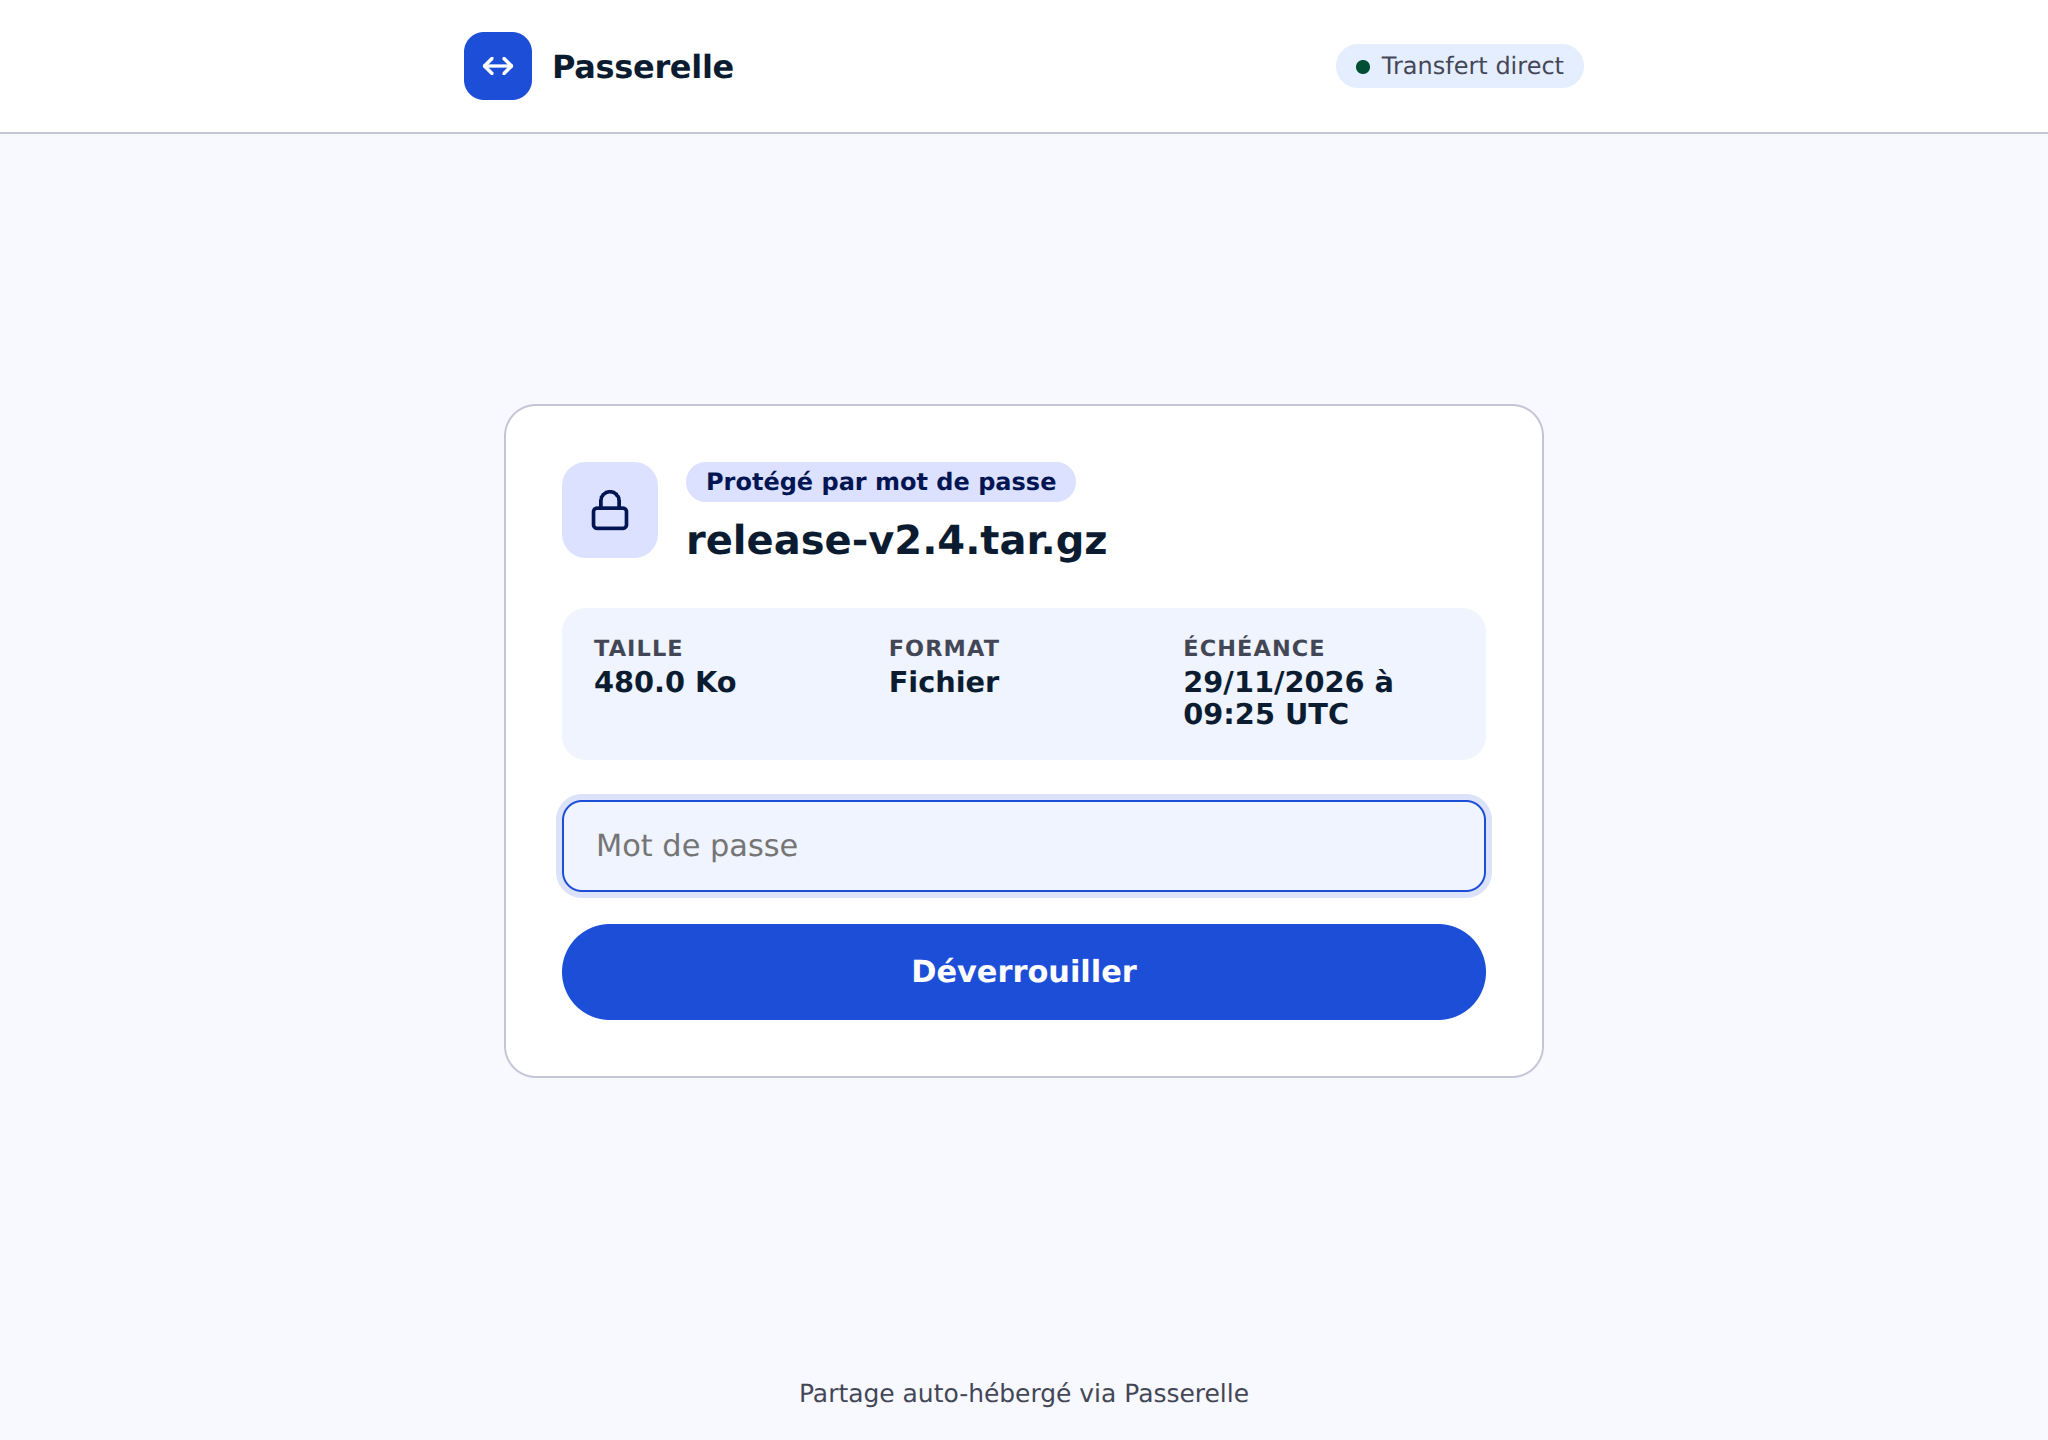 Passerelle
Transfert direct
Protégé par mot de passe
release-v2.4.tar.gz
TAILLE
480.0 Ko
FORMAT
Fichier
ÉCHÉANCE
29/11/2026 à
09:25 UTC
Mot de passe
Déverrouiller
Partage auto-hébergé via Passerelle